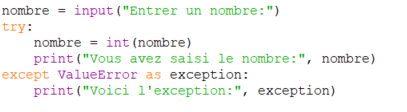 nombre = input("Entrer un nombre:")
try:
    nombre = int(nombre)
    print("Vous avez saisi le nombre:", nombre)
except ValueError as exception:
    print("Voici l'exception:", exception)